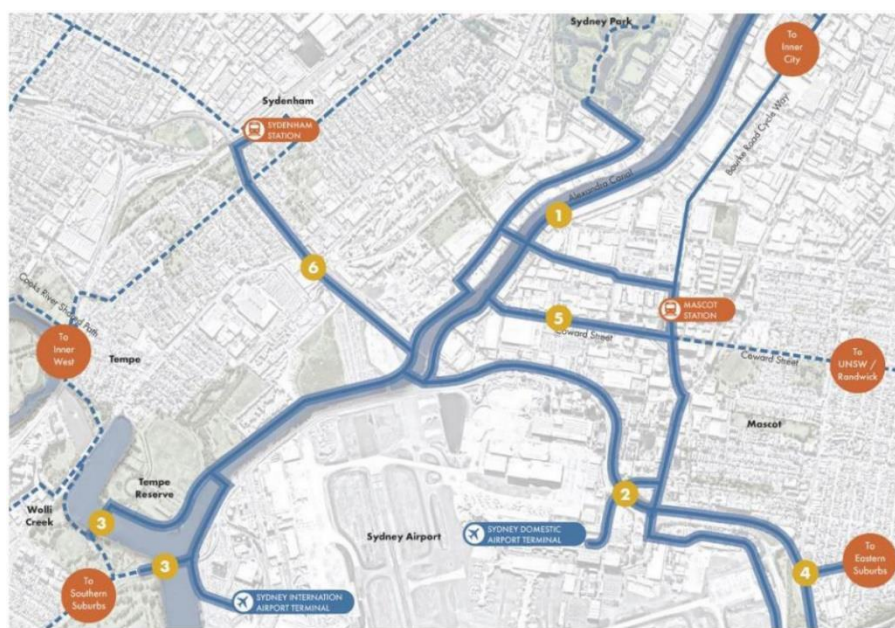 Sydney Park
To
Inner
City
Sydenham
SYDENHAM
STATION
Bourke Road Cycle Way
Alexandra Canal
1
6
Cooks River Shared Path
MASCOT
STATION
5
Coward Street
To
Inner
West
Tempe
Coward Street
To
UNSW /
Randwick
Mascot
Tempe
Reserve
2
Wolli
Creek
3
Sydney Airport
SYDNEY DOMESTIC
AIRPORT TERMINAL
3
4
To
Eastern
Suburbs
To
Southern
Suburbs
SYDNEY INTERNATION
AIRPORT TERMINAL